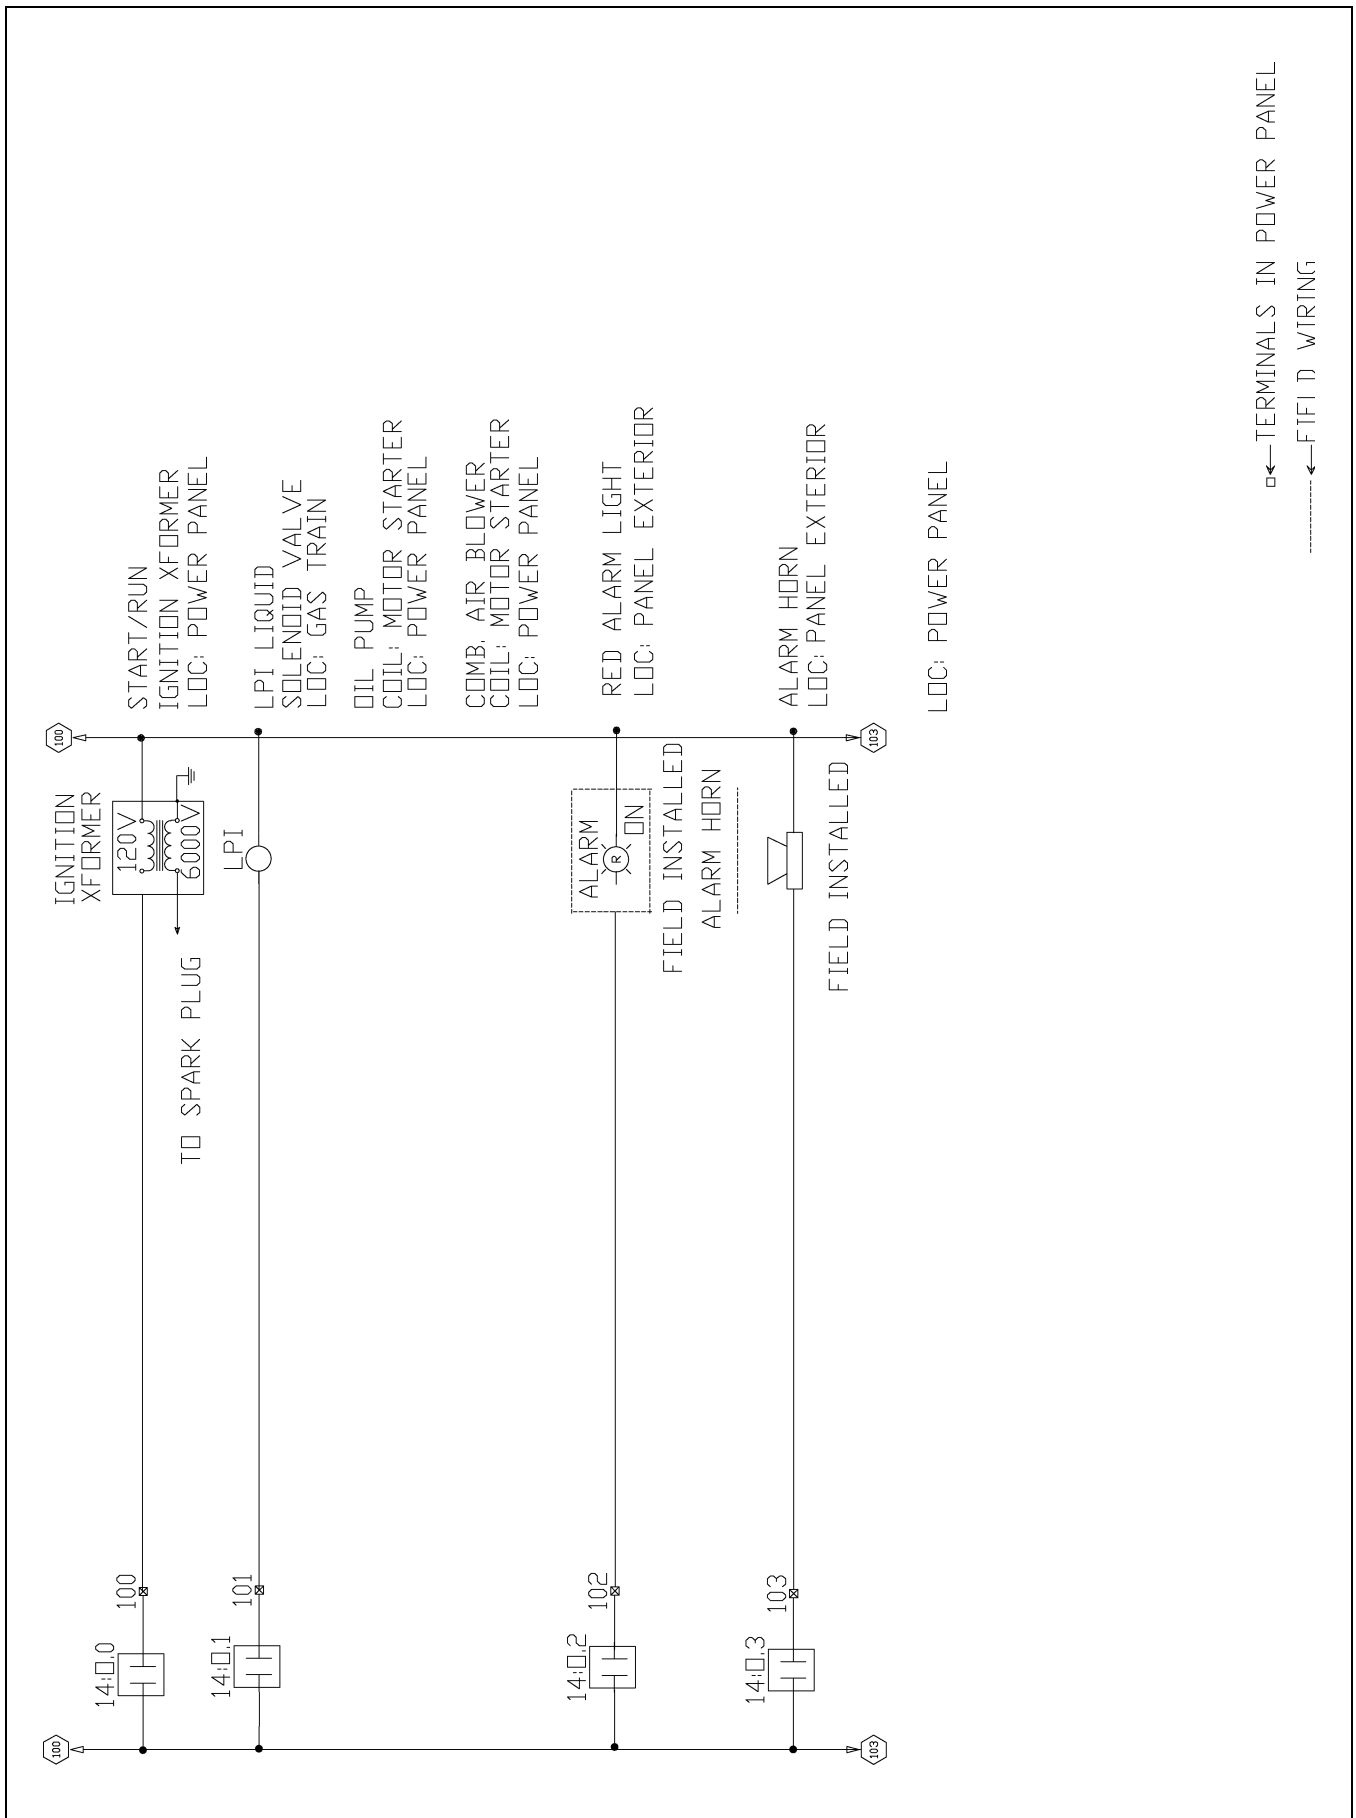 100
100
14:O.0
100
IGNITION
XFORMER
120V
6000V
TO SPARK PLUG
START/RUN
IGNITION XFORMER
LOC: POWER PANEL
14:O.1
101
LPI
LPI LIQUID
SOLENOID VALVE
LOC: GAS TRAIN
OIL PUMP
COIL: MOTOR STARTER
LOC: POWER PANEL
COMB. AIR BLOWER
COIL: MOTOR STARTER
LOC: POWER PANEL
14:O.2
102
ALARM
R
ON
FIELD INSTALLED
RED ALARM LIGHT
LOC: PANEL EXTERIOR
14:O.3
103
ALARM HORN
FIELD INSTALLED
ALARM HORN
LOC: PANEL EXTERIOR
103
103
LOC: POWER PANEL
TERMINALS IN POWER PANEL
FIELD WIRING